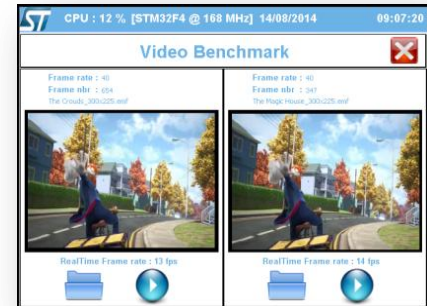 CPU : 12 % [STM32F4 @ 168 MHz] 14/08/2014 09:07:20
Video Benchmark
Frame rate : 40
Frame nbr : 654
The Crouds_300x225.emf
RealTime Frame rate : 13 fps
Frame rate : 40
Frame nbr : 347
The Magic House_300x225.emf
RealTime Frame rate : 14 fps